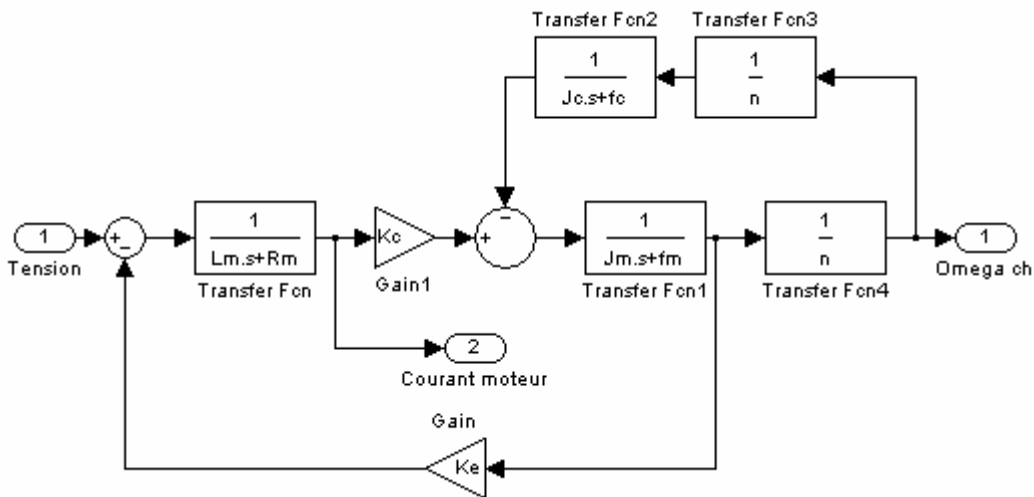 Transfer Fcn2
Transfer Fcn3
1
Jc.s+fc
1
n
1
Tension
+
-
1
Lm.s+Rm
Transfer Fcn
Kc
Gain1
-
+
1
Jm.s+fm
Transfer Fcn1
1
n
Transfer Fcn4
1
Omega ch
2
Courant moteur
Gain
Ke